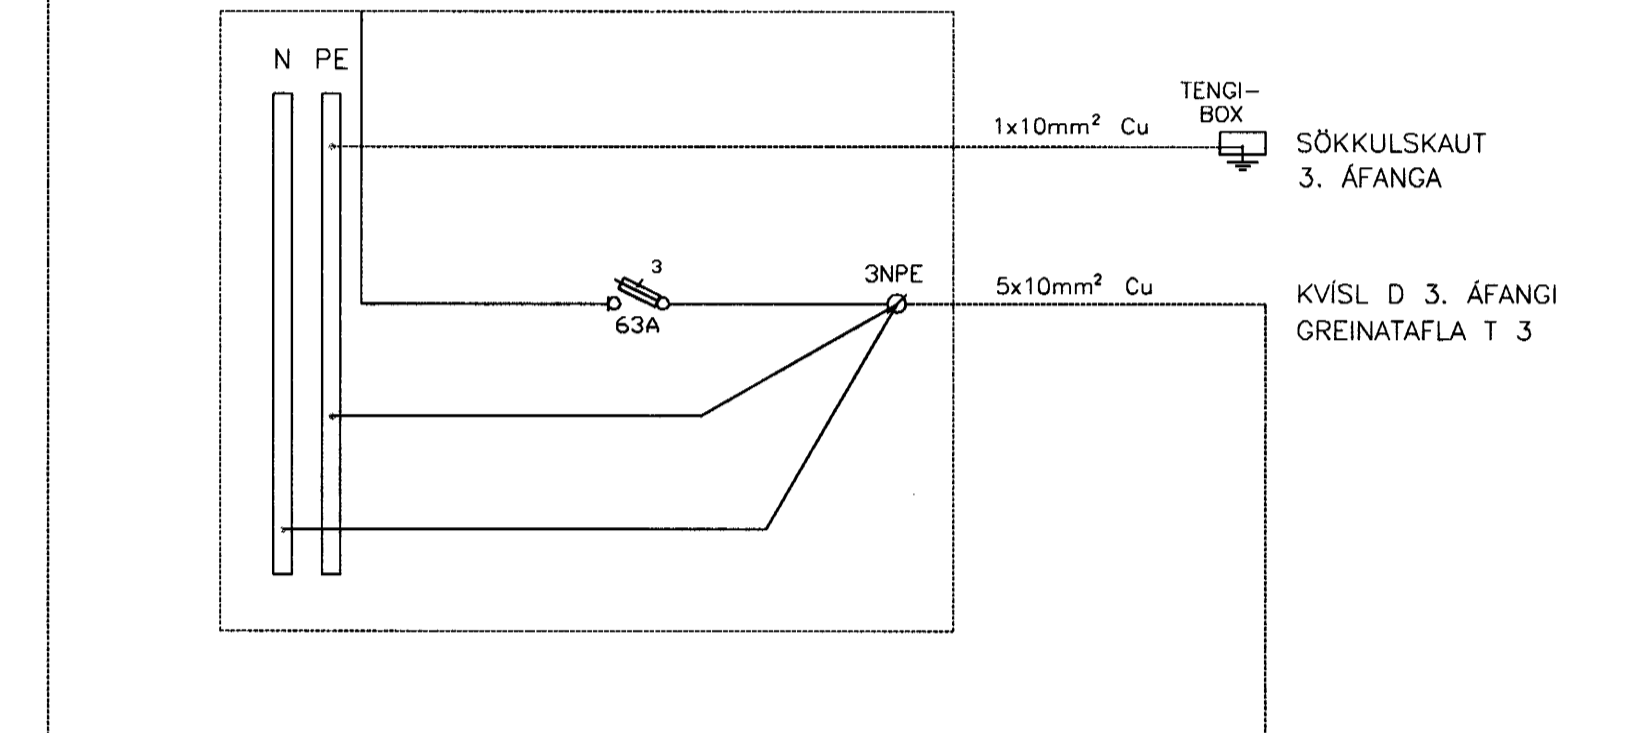 N PE
TENGI-
BOX
1x10mm² Cu
SÖKKULSKAUT
3. ÁFANGA
3
63A
3NPE
5x10mm² Cu
KVÍSL D 3. ÁFANGI
GREINATAFLA T 3